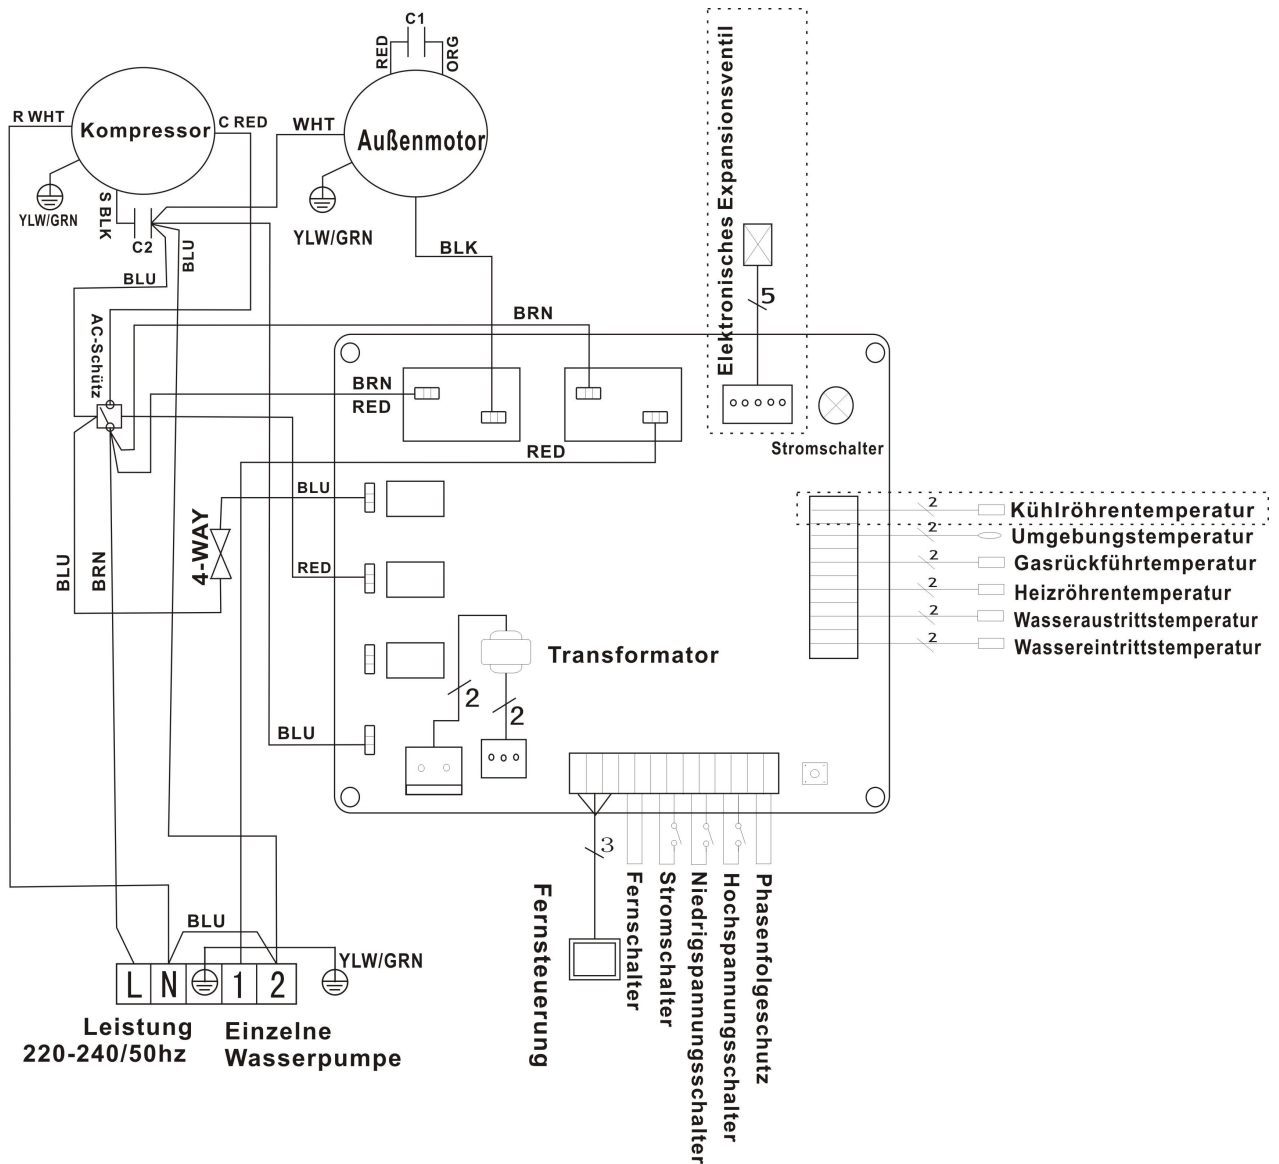 C1
RED
ORG
R WHT
Kompressor
C RED
WHT
Außenmotor
YLW/GRN
S BLK
C2
BLU
YLW/GRN
BLK
Elektronisches Expansionsventil
5
BLU
AC-Schütz
BRN
BRN
RED
RED
Stromschalter
BLU
4-WAY
BLU
BRN
RED
2
Kühlröhrentemperatur
2
Umgebungstemperatur
2
Gasrückführtemperatur
2
Heizröhrentemperatur
2
Wasseraustrittstemperatur
2
Wassereintrittstemperatur
Transformator
2
2
BLU
3
Fernsteuerung
Fernschalter
Stromschalter
Niedrigspannungsschalter
Hochspannungsschalter
Phasenfolgeschutz
BLU
YLW/GRN
L N 1 2
Leistung
220-240/50hz
Einzelne
Wasserpumpe